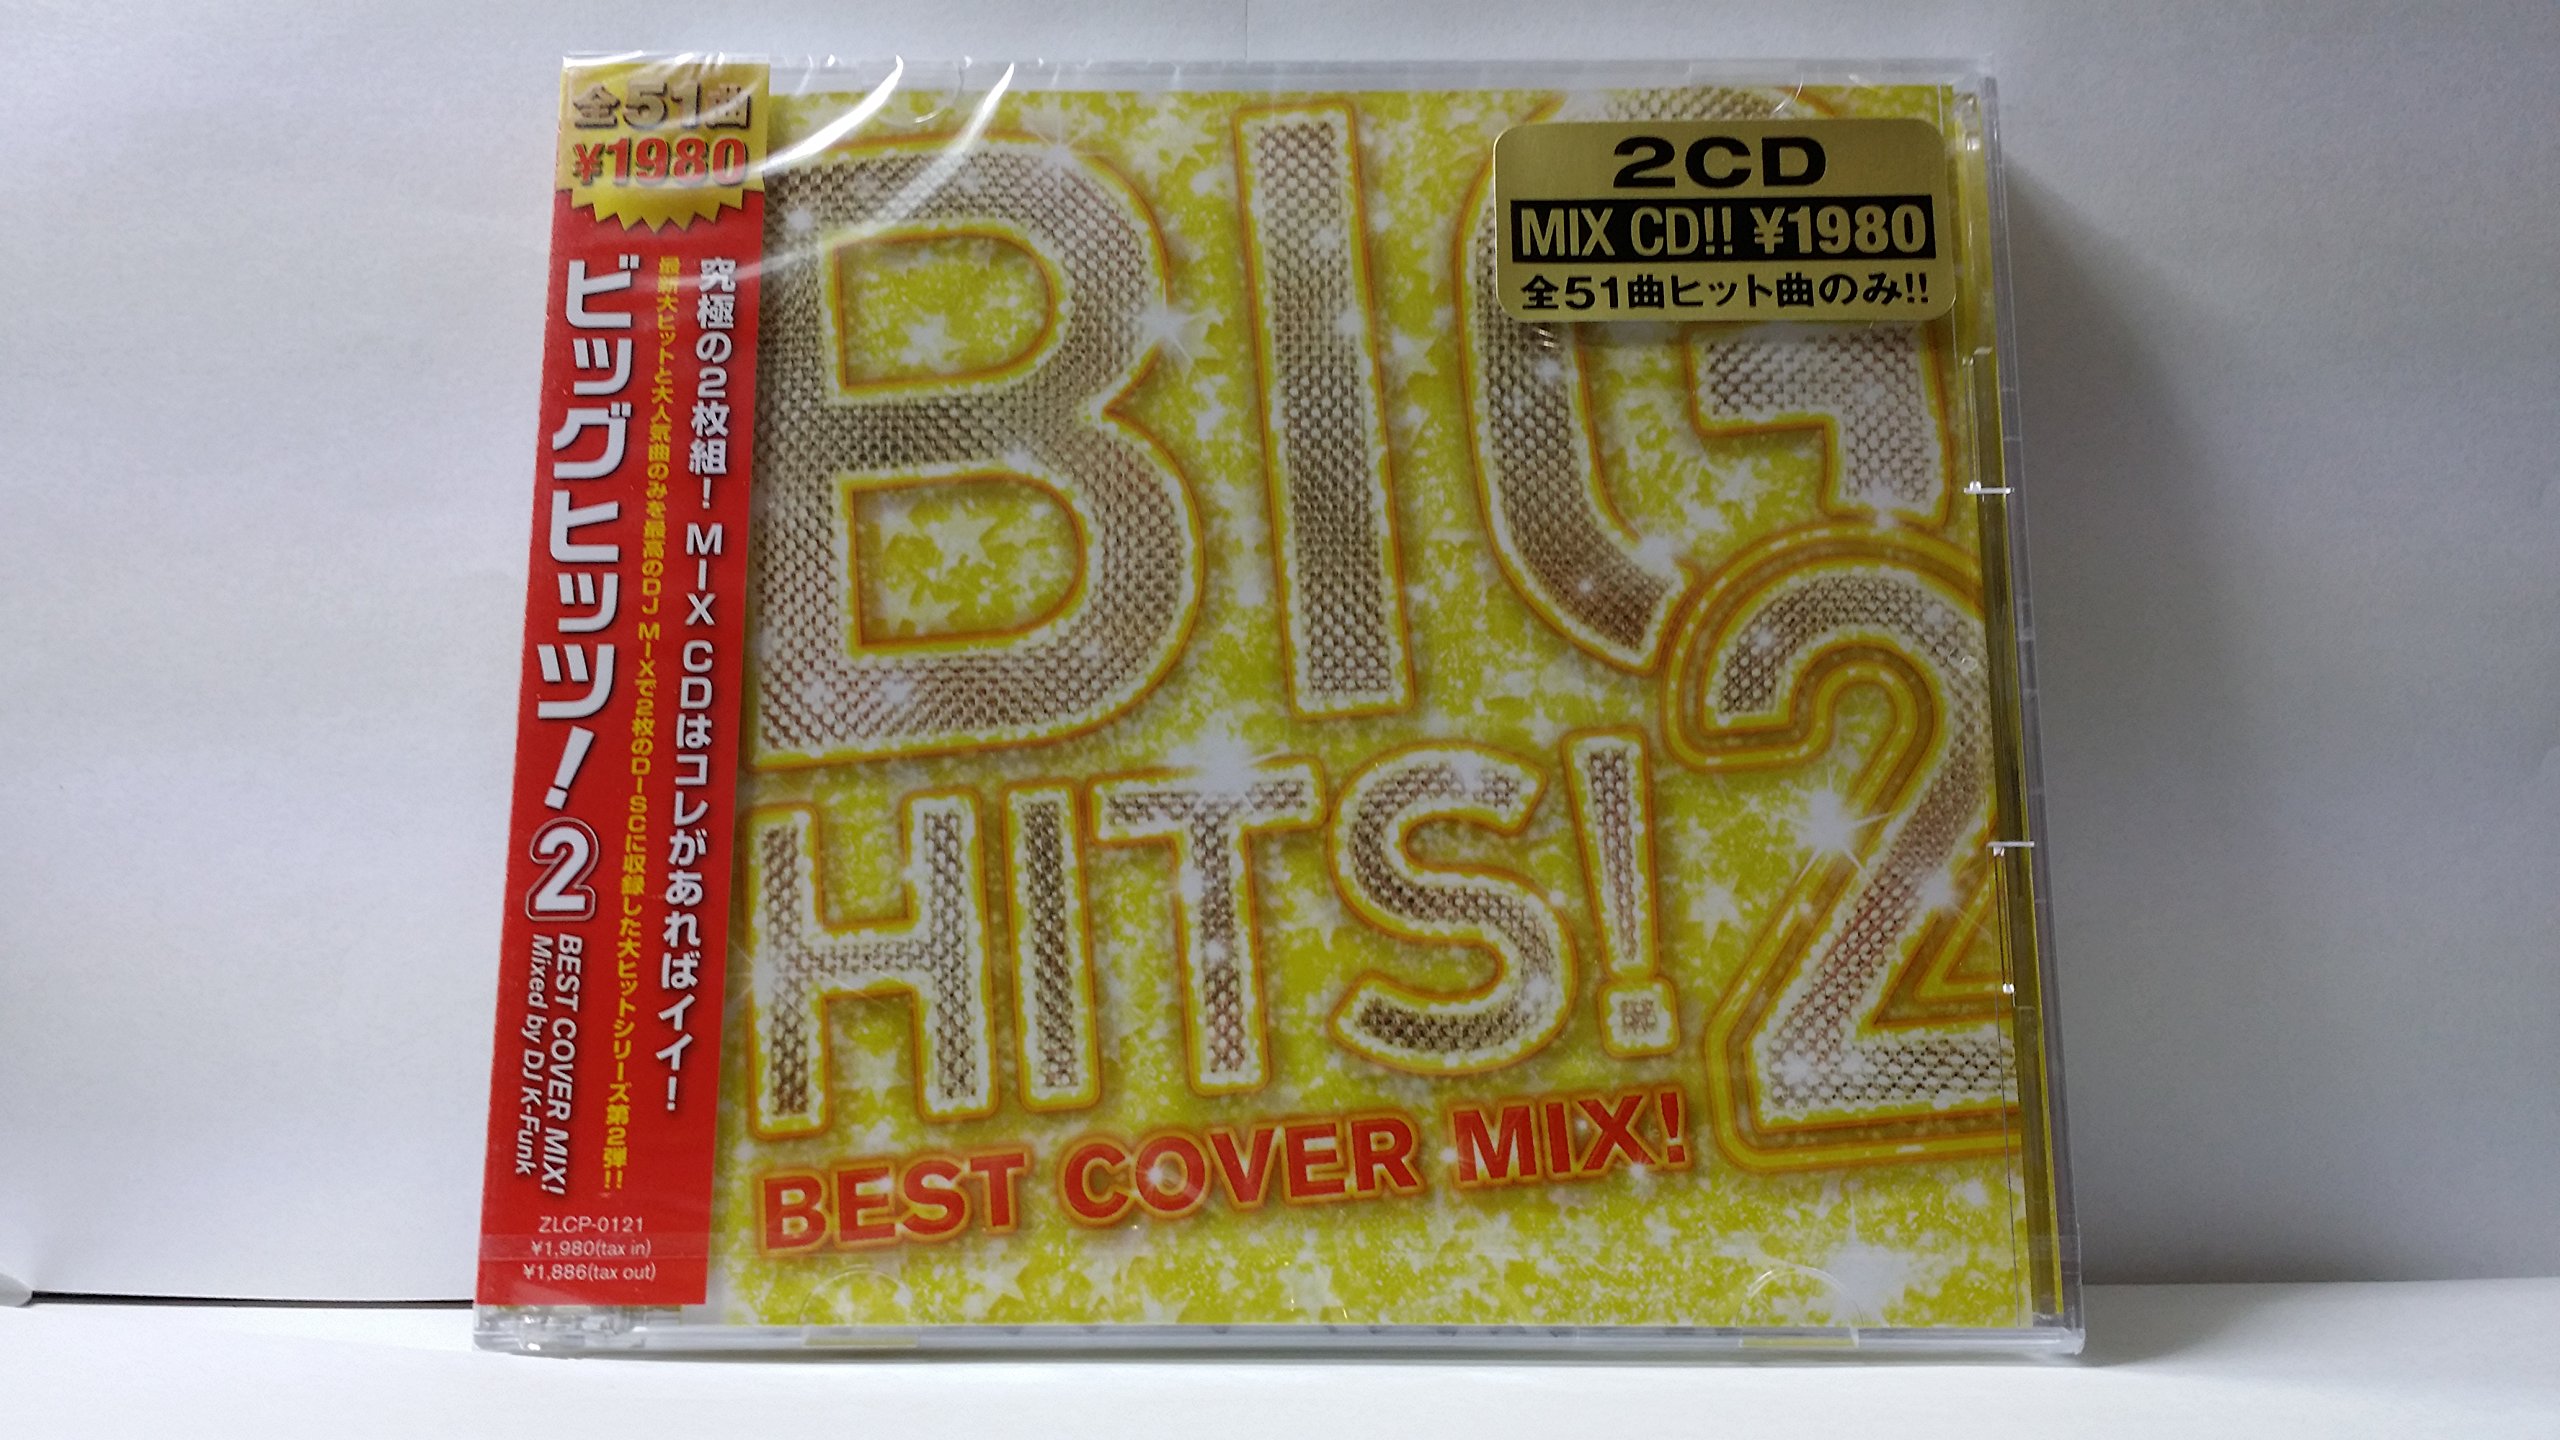 全51曲
¥1980
究極の2枚組！MIX CDはコレがあればイイ！
最新大ヒットと大人気曲のみを最高のDJ MIXで2枚のDISCに収録した大ヒットシリーズ第2弾!!
ビッグヒッツ！2
BEST COVER MIX!
Mixed by DJ K-Funk
ZLCP-0121
¥1,980(tax in)
¥1,886(tax out)
BIG
HITS! 2
BEST COVER MIX!
2CD
MIX CD!! ¥1980
全51曲ヒット曲のみ!!